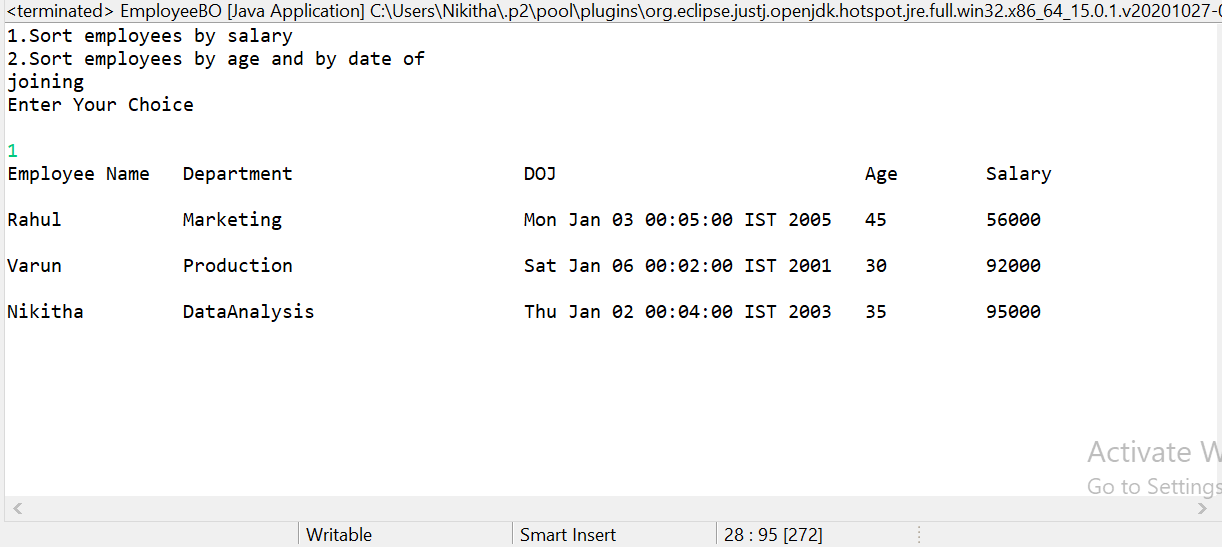 <terminated> EmployeeBO [Java Application] C:\Users\Nikitha\.p2\pool\plugins\org.eclipse.justj.openjdk.hotspot.jre.full.win32.x86_64_15.0.1.v20201027-
1.Sort employees by salary
2.Sort employees by age and by date of
joining
Enter Your Choice
1
Employee Name Department DOJ Age Salary
Rahul Marketing Mon Jan 03 00:05:00 IST 2005 45 56000
Varun Production Sat Jan 06 00:02:00 IST 2001 30 92000
Nikitha DataAnalysis Thu Jan 02 00:04:00 IST 2003 35 95000
Activate
Go to Settings
Writable Smart Insert 28 : 95 [272]